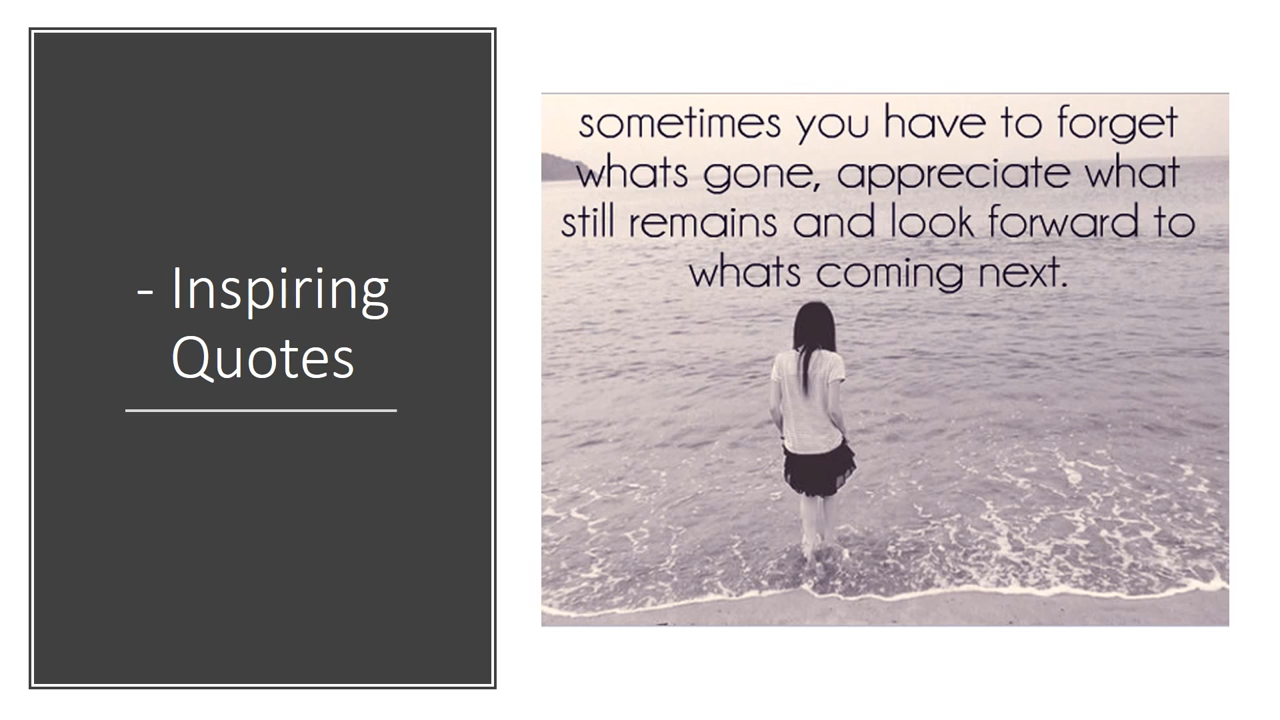 - Inspiring
Quotes
sometimes you have to forget
whats gone, appreciate what
still remains and look forward to
whats coming next.